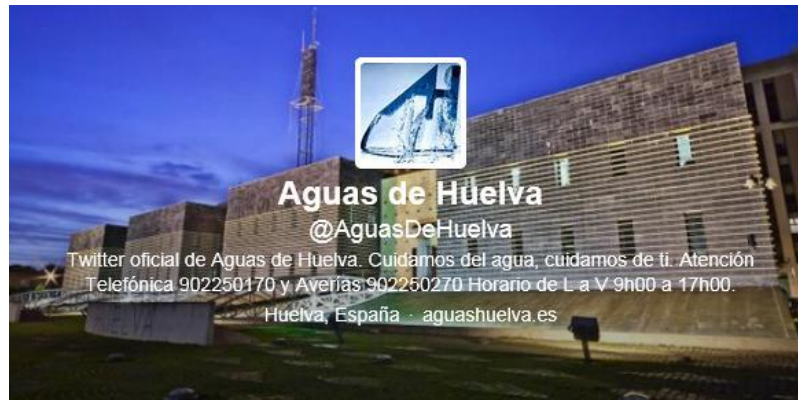 Aguas de Huelva
@AguasDeHuelva
Twitter oficial de Aguas de Huelva. Cuidamos del agua, cuidamos de ti. Atención
Telefónica 902250170 y Averías 902250270 Horario de L a V 9h00 a 17h00.
Huelva, España · aguashuelva.es